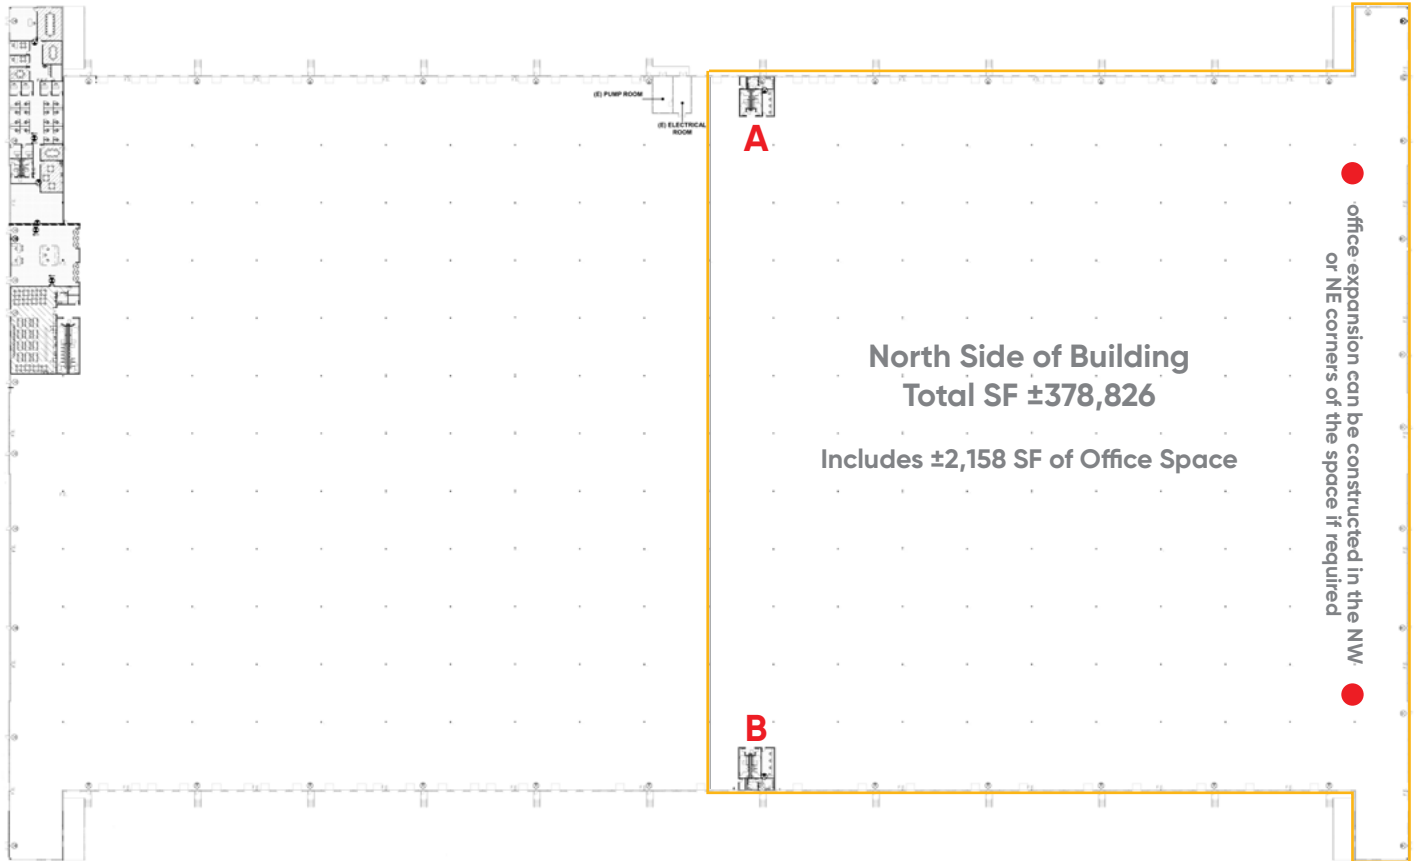 (E) PUMP ROOM
(E) ELECTRICAL
ROOM
A
North Side of Building
Total SF ±378,826
Includes ±2,158 SF of Office Space
office expansion can be constructed in the NW
or NE corners of the space if required
B